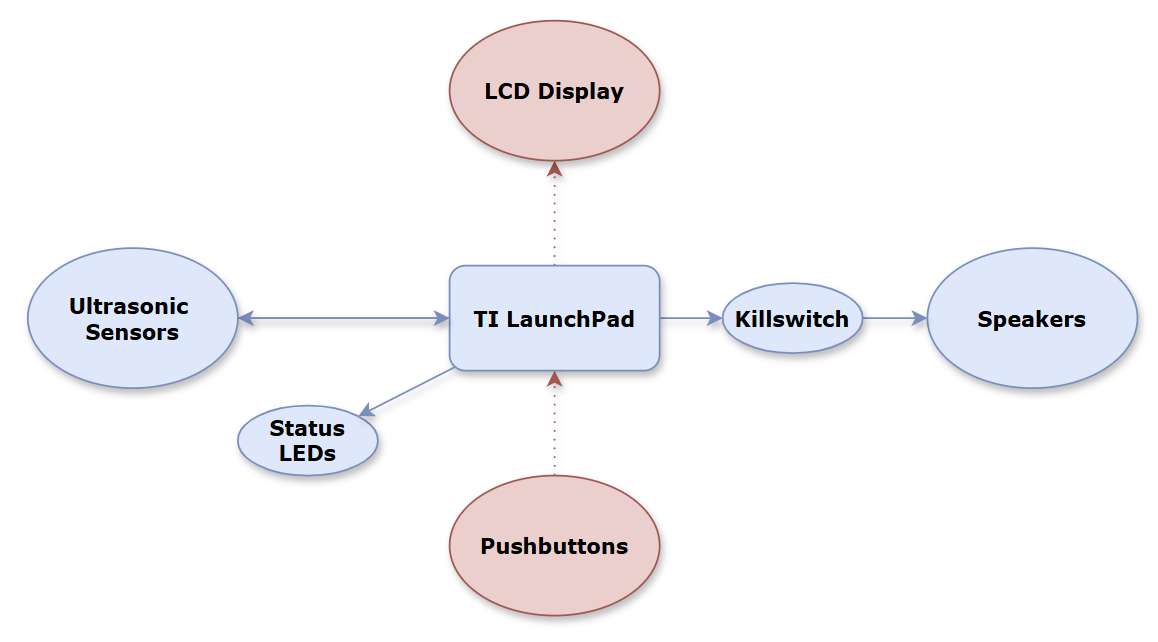 LCD Display
Ultrasonic
Sensors
TI LaunchPad
Killswitch
Speakers
Status
LEDs
Pushbuttons